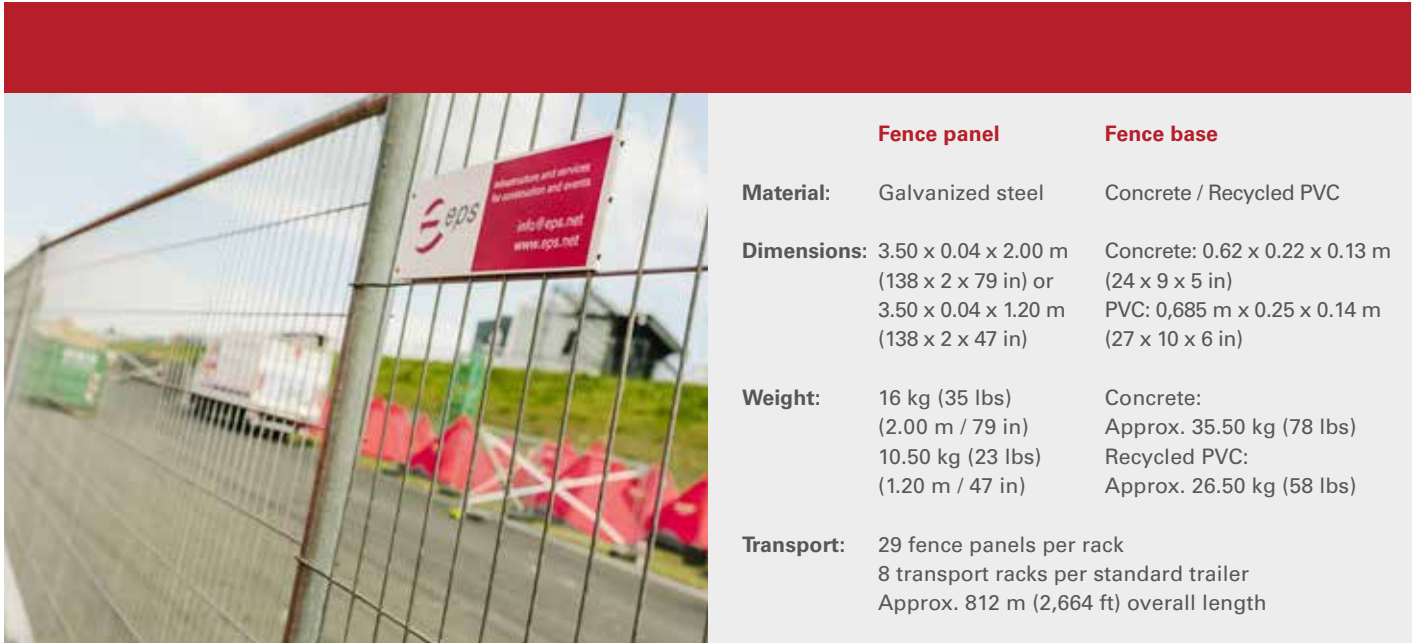 eps
infrastructure and services
for construction and events
info@eps.net
www.eps.net
Fence panel Fence base
Material: Galvanized steel Concrete / Recycled PVC
Dimensions: 3.50 x 0.04 x 2.00 m Concrete: 0.62 x 0.22 x 0.13 m
(138 x 2 x 79 in) or (24 x 9 x 5 in)
3.50 x 0.04 x 1.20 m PVC: 0,685 m x 0.25 x 0.14 m
(138 x 2 x 47 in) (27 x 10 x 6 in)
Weight: 16 kg (35 lbs) Concrete:
(2.00 m / 79 in) Approx. 35.50 kg (78 lbs)
10.50 kg (23 lbs) Recycled PVC:
(1.20 m / 47 in) Approx. 26.50 kg (58 lbs)
Transport: 29 fence panels per rack
8 transport racks per standard trailer
Approx. 812 m (2,664 ft) overall length